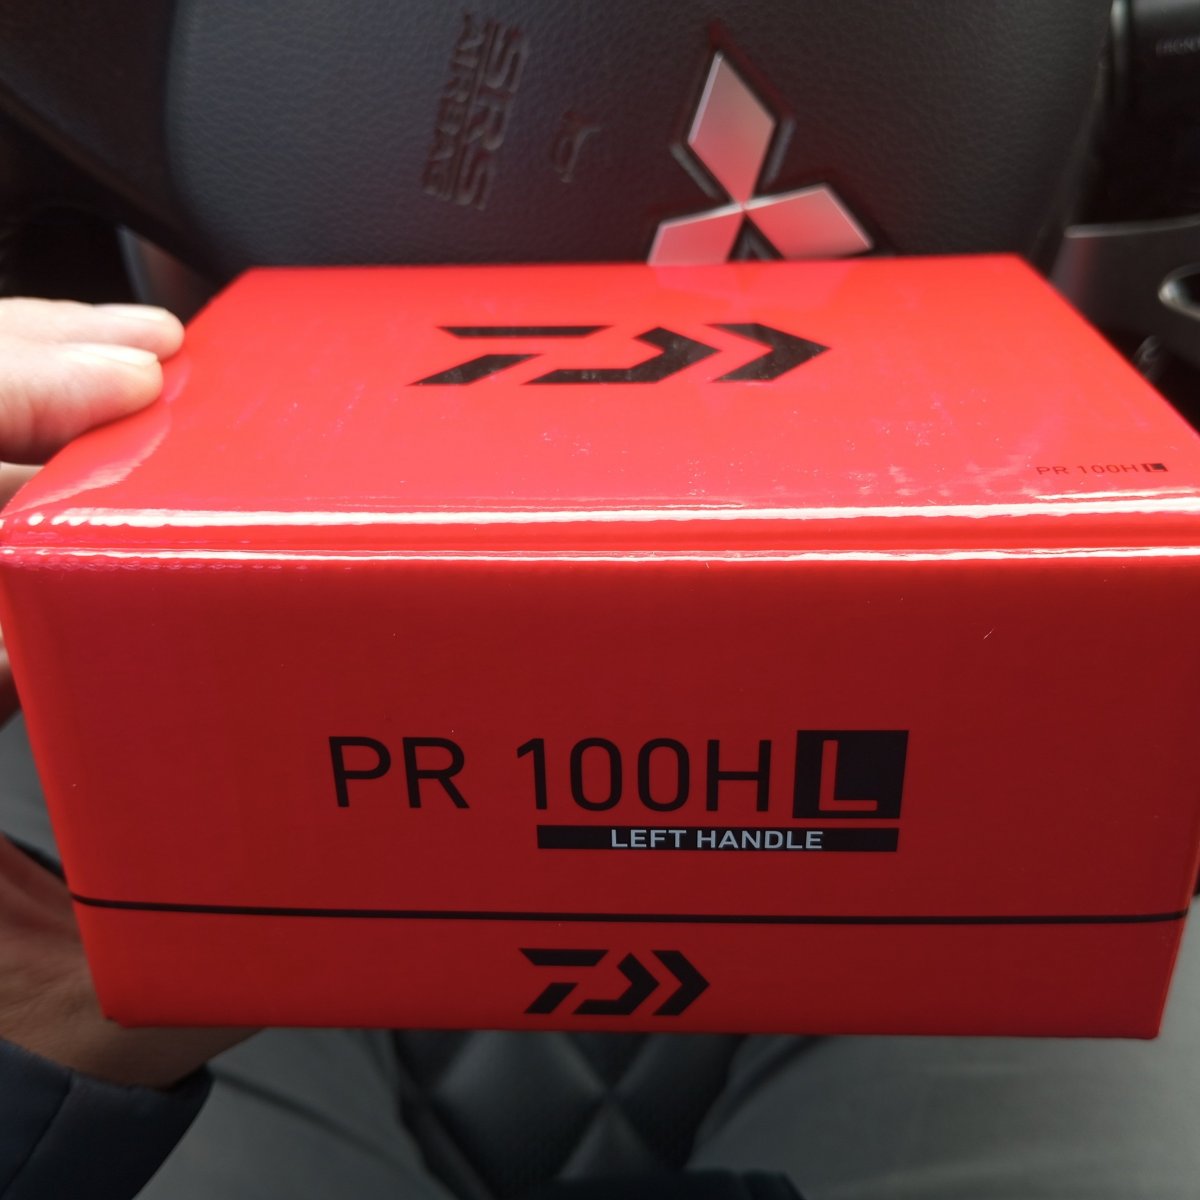 SRS
AIRBAG
PR 100H L
PR 100H L
LEFT HANDLE